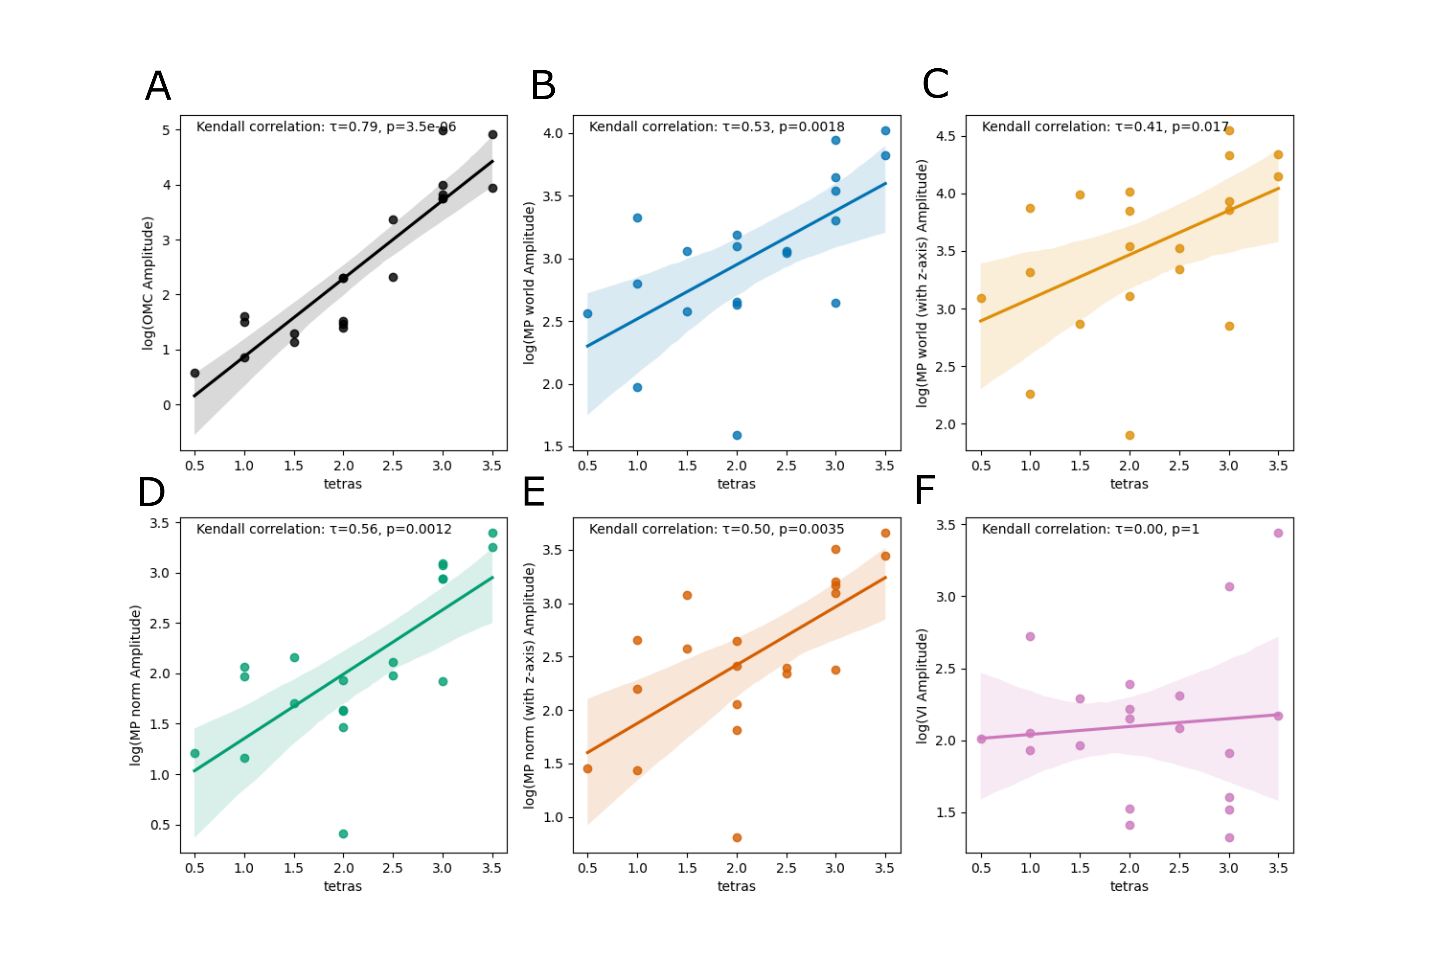 A
B
C
Kendall correlation: τ=0.79, p=3.5e-06
Kendall correlation: τ=0.53, p=0.0018
Kendall correlation: τ=0.41, p=0.017
log(OMC Amplitude)
5
4
3
2
1
0
0.5 1.0 1.5 2.0 2.5 3.0 3.5
tetras
log(MP world Amplitude)
4.0
3.5
3.0
2.5
2.0
1.5
0.5 1.0 1.5 2.0 2.5 3.0 3.5
tetras
log(MP world (with z-axis) Amplitude)
4.5
4.0
3.5
3.0
2.5
2.0
0.5 1.0 1.5 2.0 2.5 3.0 3.5
tetras
D
E
F
Kendall correlation: τ=0.56, p=0.0012
Kendall correlation: τ=0.50, p=0.0035
Kendall correlation: τ=0.00, p=1
log(MP norm Amplitude)
3.5
3.0
2.5
2.0
1.5
1.0
0.5
0.5 1.0 1.5 2.0 2.5 3.0 3.5
tetras
log(MP norm (with z-axis) Amplitude)
3.5
3.0
2.5
2.0
1.5
1.0
0.5 1.0 1.5 2.0 2.5 3.0 3.5
tetras
log(VI Amplitude)
3.5
3.0
2.5
2.0
1.5
0.5 1.0 1.5 2.0 2.5 3.0 3.5
tetras